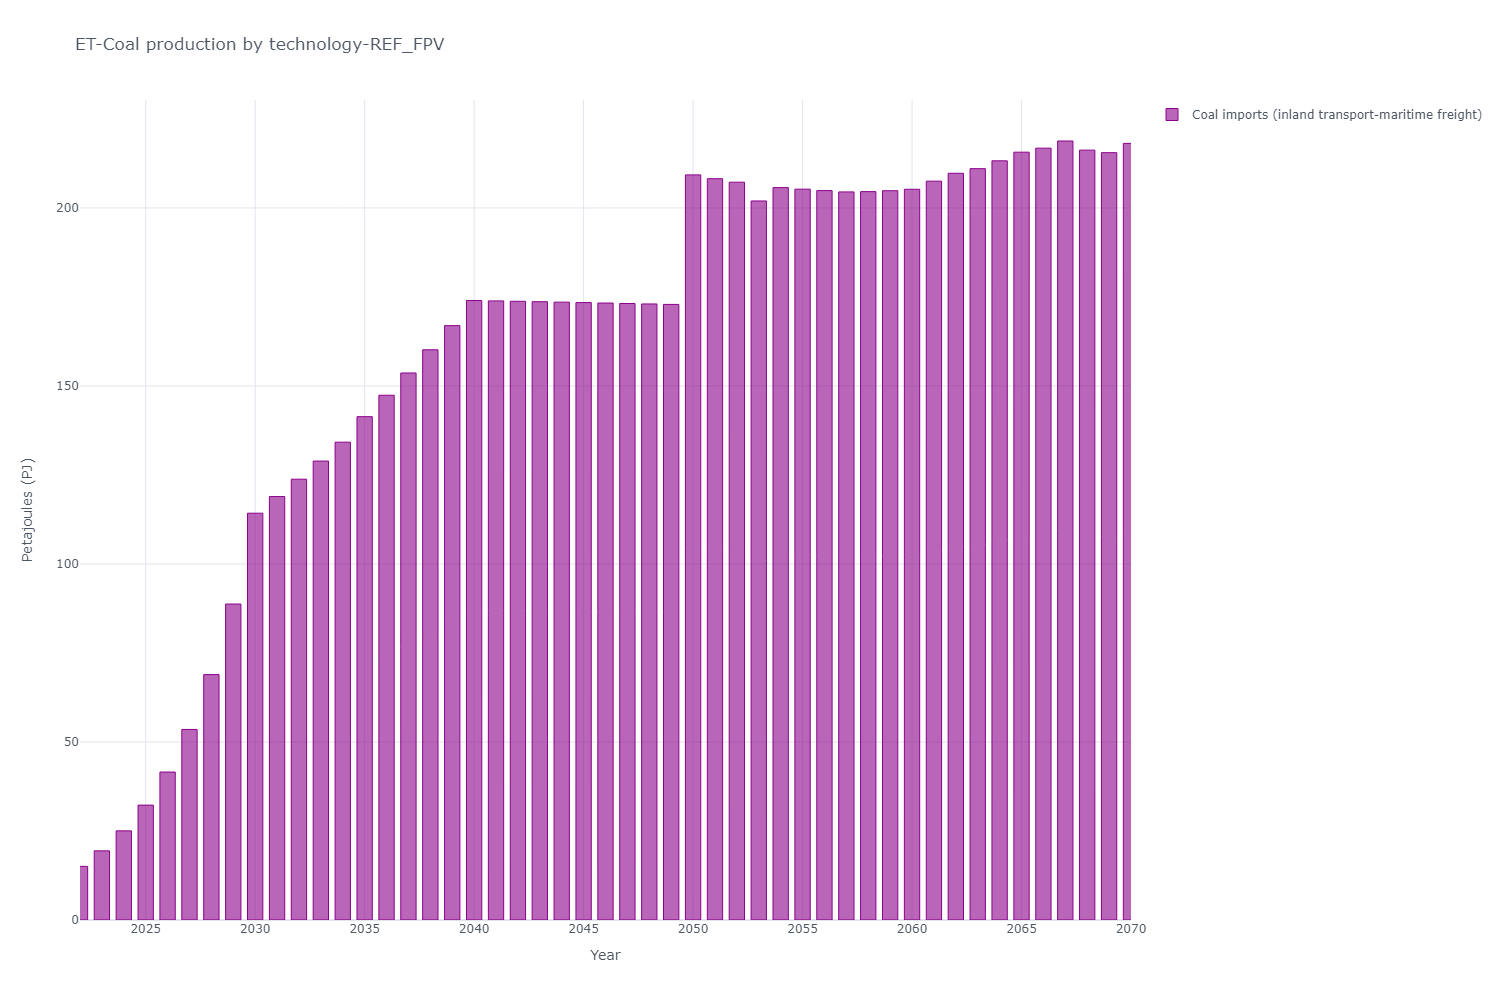 ET-Coal production by technology-REF_FPV
Coal imports (inland transport-maritime freight)
200
150
100
50
0
Petajoules (PJ)
2025 2030 2035 2040 2045 2050 2055 2060 2065 2070
Year